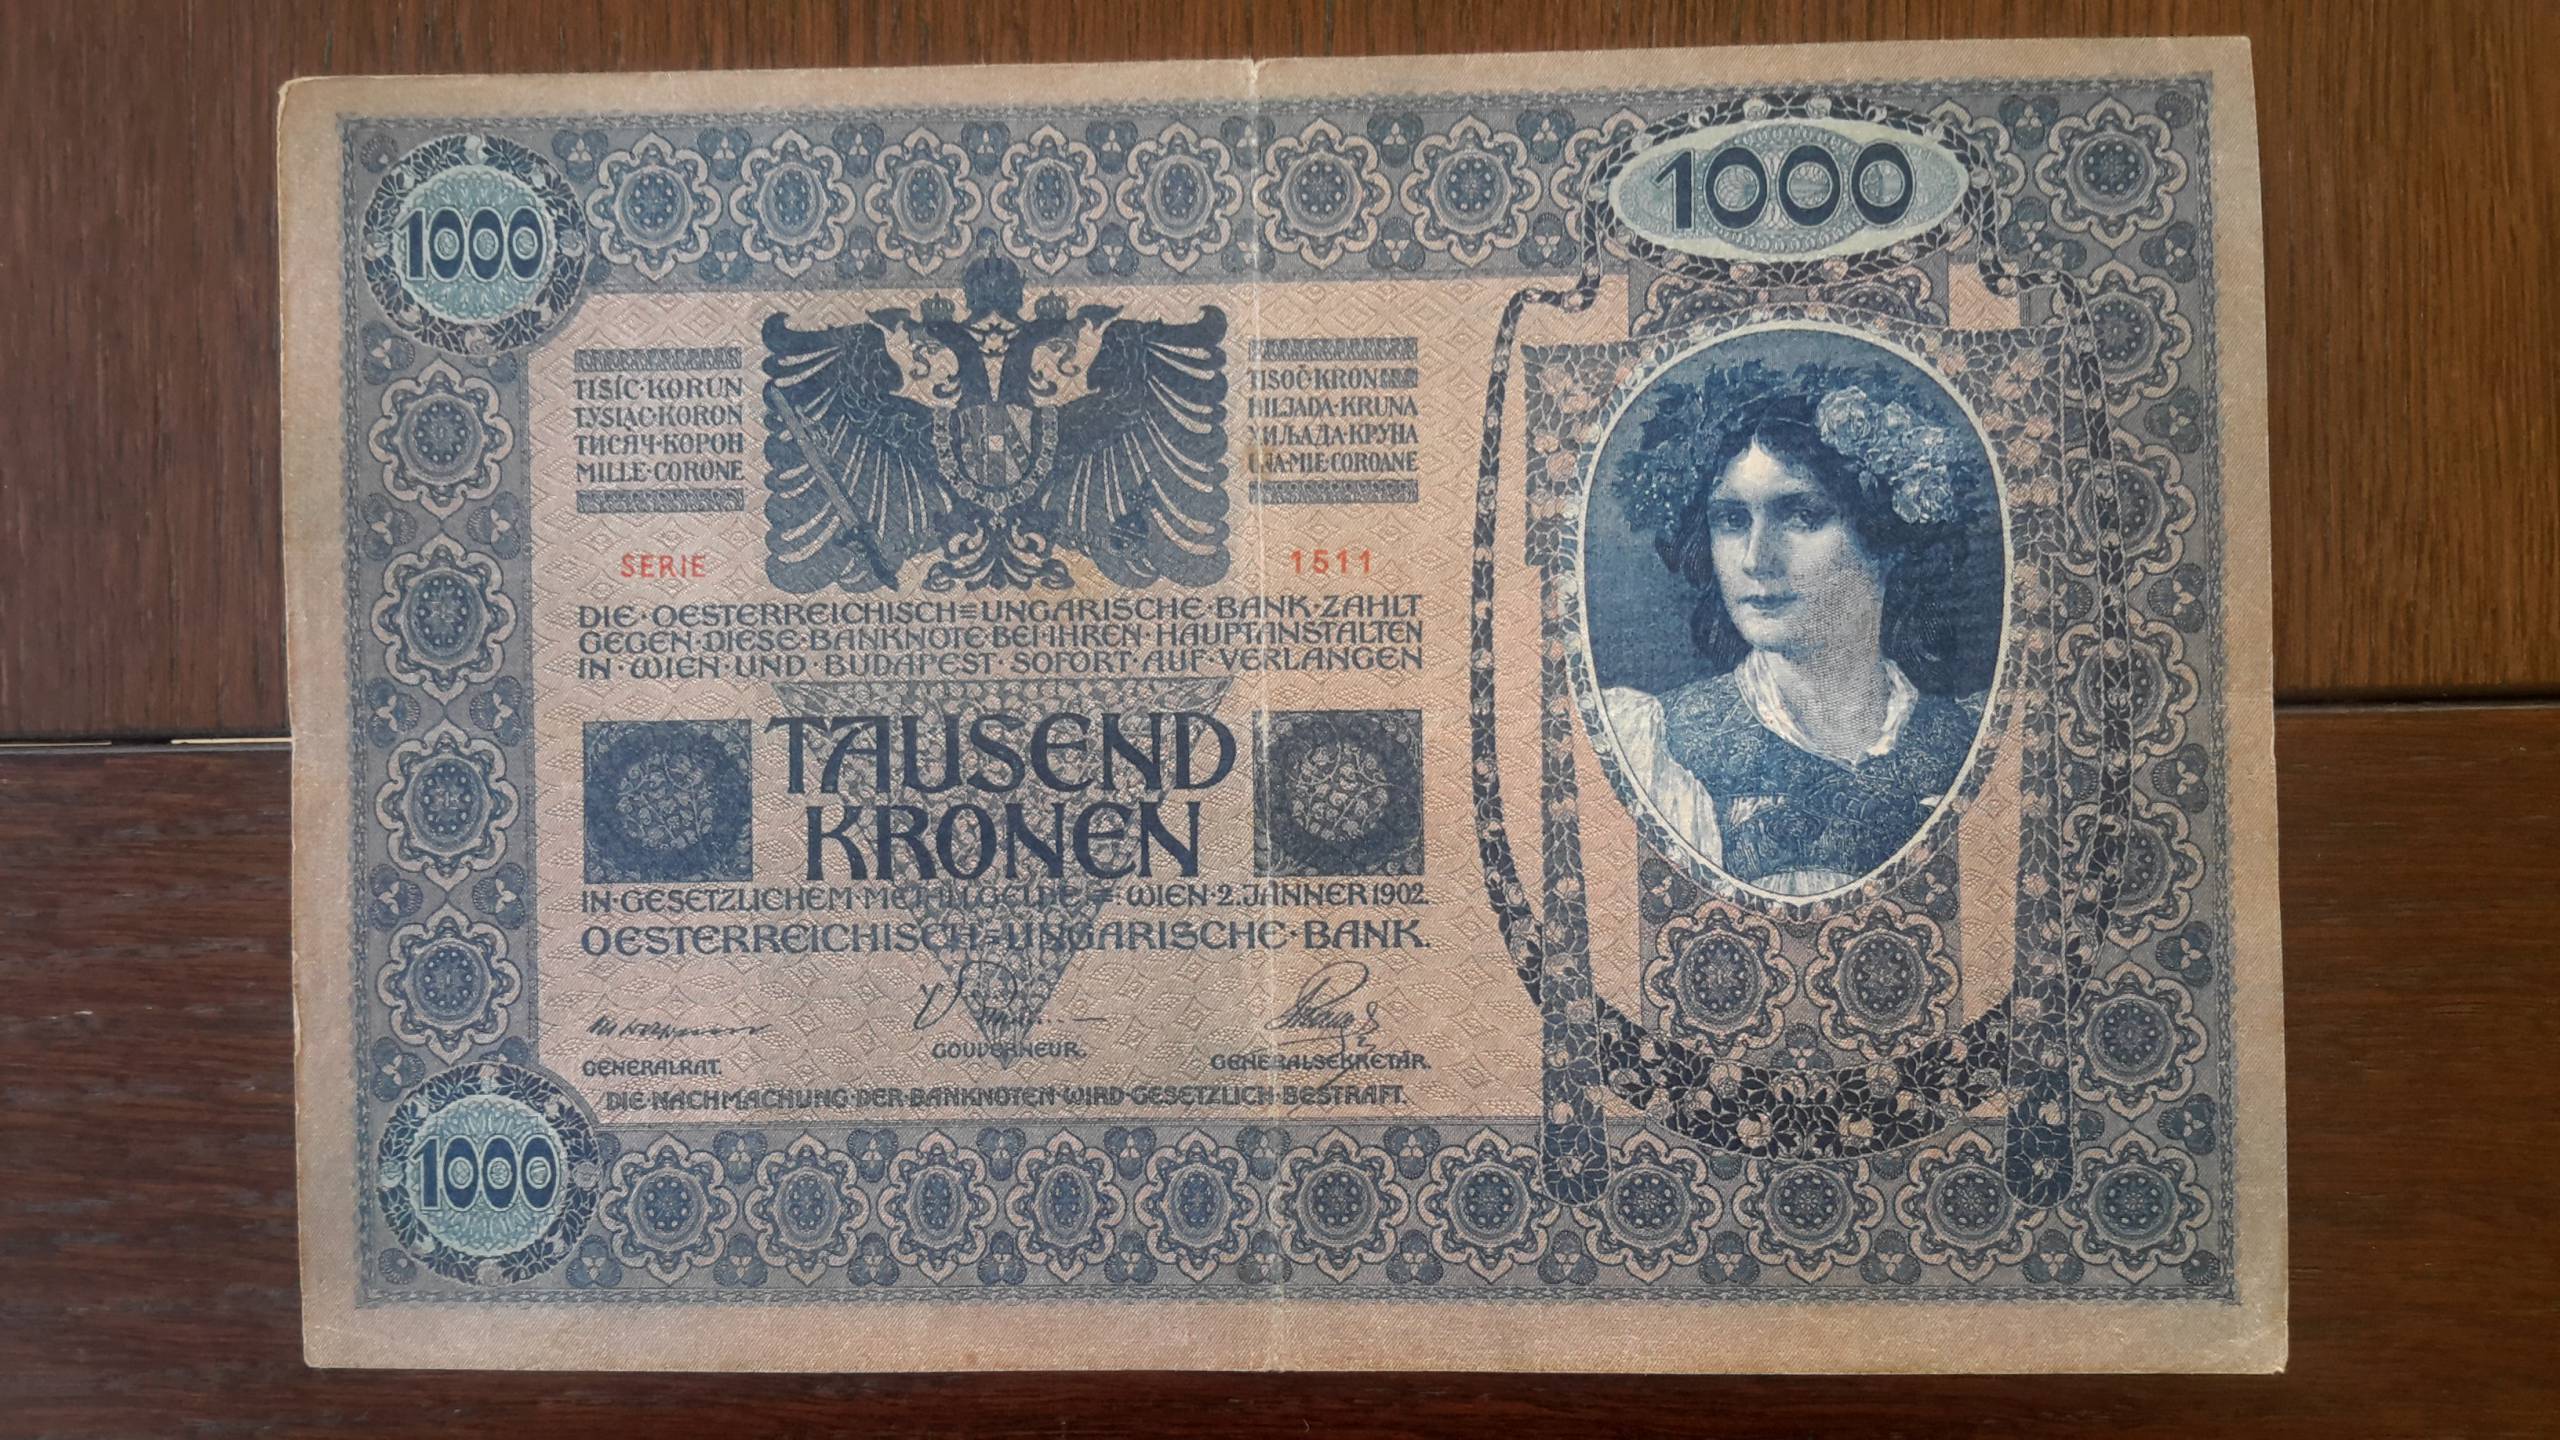 1000
1000
TISÍC·KORUN
TYSIĄC·KORON
ТИСЯЧ·КОРОН
MILLE·CORONE
TISOČ·KRON
HILJADA·KRUNA
ХИЉАДА·КРУНА
UNA·MIE·COROANE
SERIE 1511
DIE·OESTERREICHISCH=UNGARISCHE·BANK·ZAHLT
GEGEN·DIESE·BANKNOTE·BEI·IHREN·HAUPTANSTALTEN
IN·WIEN·UND·BUDAPEST·SOFORT·AUF·VERLANGEN
TAUSEND
KRONEN
IN·GESETZLICHEM·METALLGELDE=:WIEN·2.JÄNNER 1902.
OESTERREICHISCH=UNGARISCHE·BANK.
GENERALRAT.
GOUVERNEUR.
GENERALSEKRETÄR.
DIE·NACHMACHUNG·DER·BANKNOTEN·WIRD·GESETZLICH·BESTRAFT.
1000